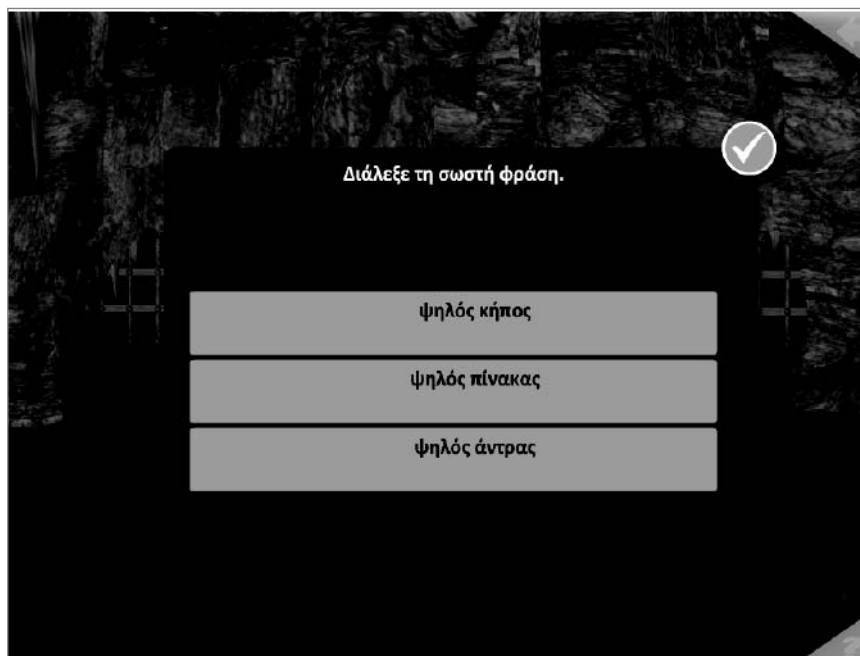 Διάλεξε τη σωστή φράση.
ψηλός κήπος
ψηλός πίνακας
ψηλός άντρας